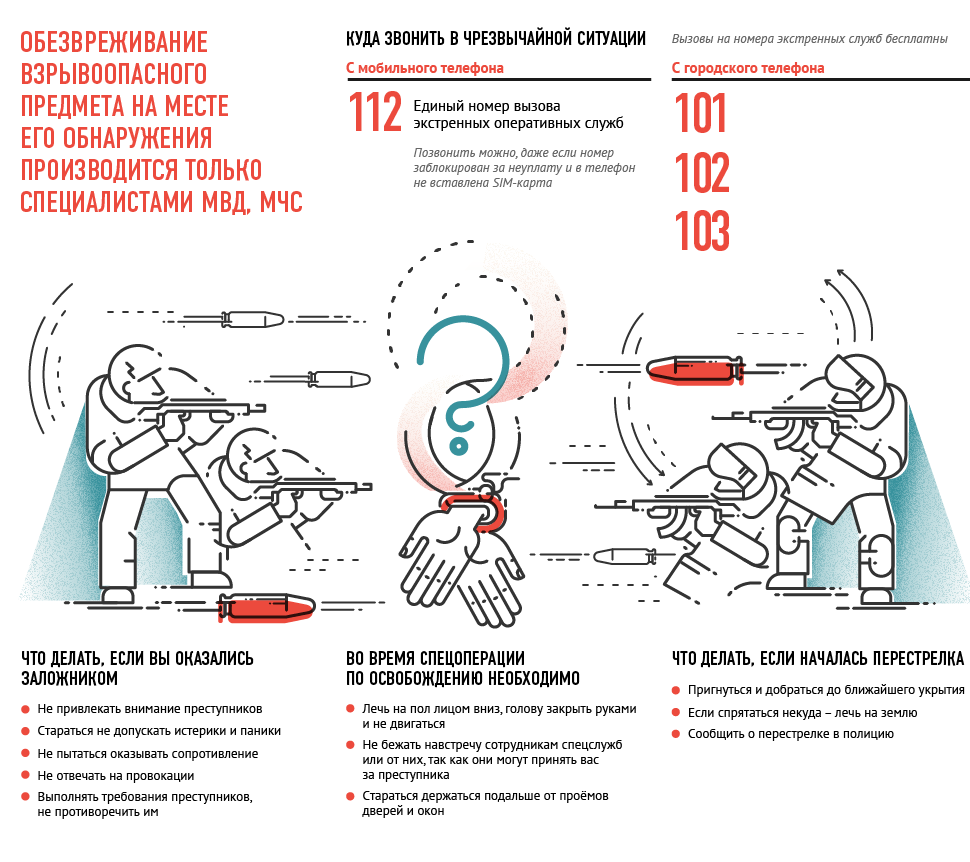 ОБЕЗВРЕЖИВАНИЕ
ВЗРЫВООПАСНОГО
ПРЕДМЕТА НА МЕСТЕ
ЕГО ОБНАРУЖЕНИЯ
ПРОИЗВОДИТСЯ ТОЛЬКО
СПЕЦИАЛИСТАМИ МВД, МЧС
КУДА ЗВОНИТЬ В ЧРЕЗВЫЧАЙНОЙ СИТУАЦИИ
С мобильного телефона
112
Единый номер вызова
экстренных оперативных служб
Позвонить можно, даже если номер
заблокирован за неуплату и в телефон
не вставлена SIM-карта
Вызовы на номера экстренных служб бесплатны
С городского телефона
101
102
103
ЧТО ДЕЛАТЬ, ЕСЛИ ВЫ ОКАЗАЛИСЬ
ЗАЛОЖНИКОМ
Не привлекать внимание преступников
Стараться не допускать истерики и паники
Не пытаться оказывать сопротивление
Не отвечать на провокации
Выполнять требования преступников,
не противоречить им
ВО ВРЕМЯ СПЕЦОПЕРАЦИИ
ПО ОСВОБОЖДЕНИЮ НЕОБХОДИМО
Лечь на пол лицом вниз, голову закрыть руками
и не двигаться
Не бежать навстречу сотрудникам спецслужб
или от них, так как они могут принять вас
за преступника
Стараться держаться подальше от проёмов
дверей и окон
ЧТО ДЕЛАТЬ, ЕСЛИ НАЧАЛАСЬ ПЕРЕСТРЕЛКА
Пригнуться и добраться до ближайшего укрытия
Если спрятаться некуда – лечь на землю
Сообщить о перестрелке в полицию